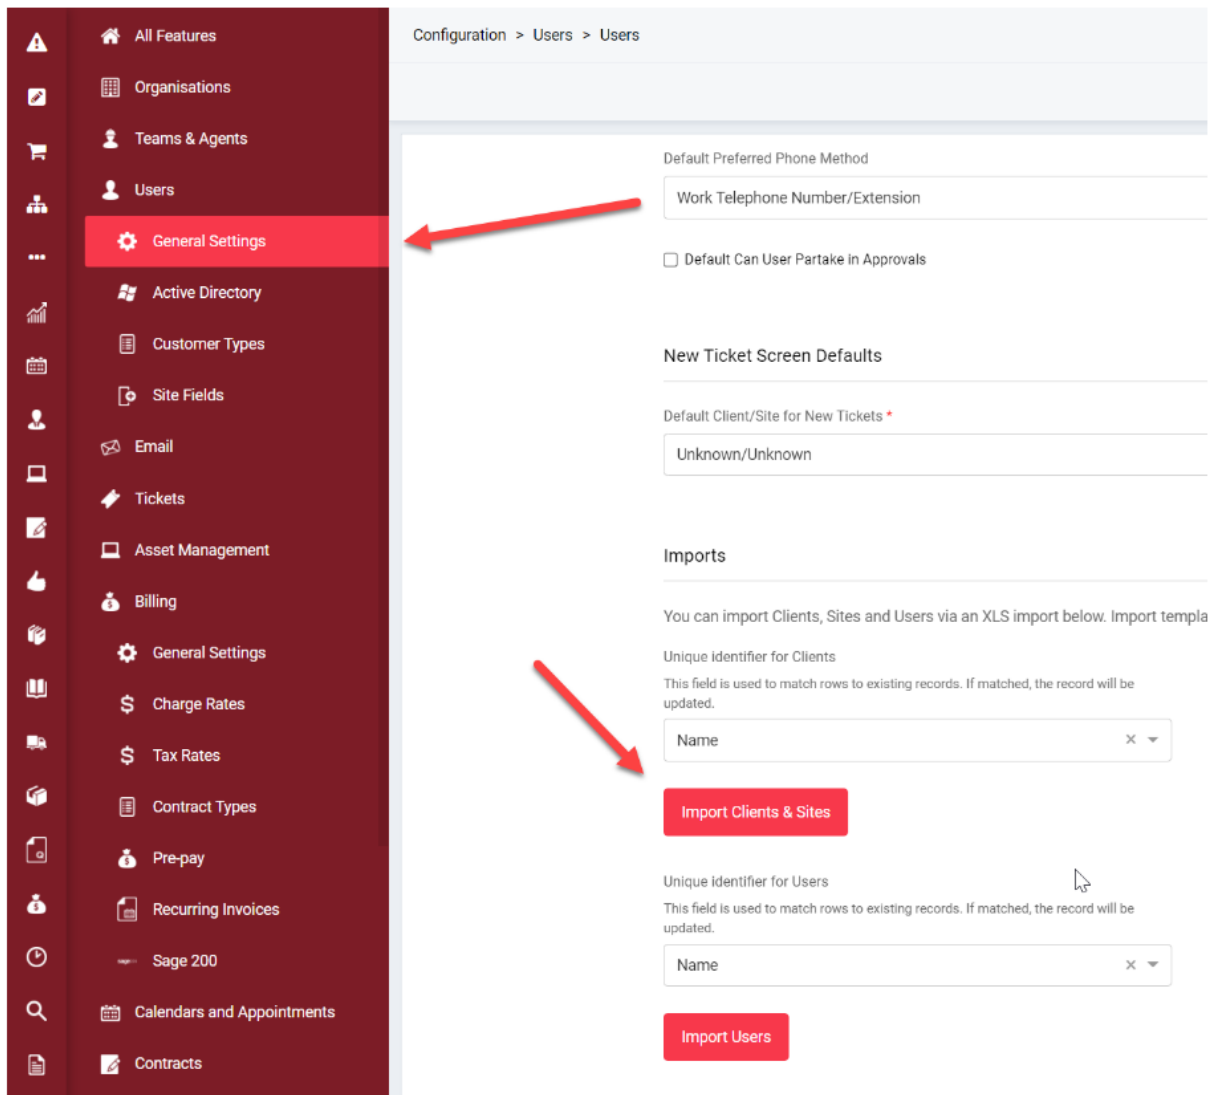 All Features
Organisations
Teams & Agents
Users
General Settings
Active Directory
Customer Types
Site Fields
Email
Tickets
Asset Management
Billing
General Settings
Charge Rates
Tax Rates
Contract Types
Pre-pay
Recurring Invoices
sage Sage 200
Calendars and Appointments
Contracts
Configuration > Users > Users
Default Preferred Phone Method
Work Telephone Number/Extension
Default Can User Partake in Approvals
New Ticket Screen Defaults
Default Client/Site for New Tickets *
Unknown/Unknown
Imports
You can import Clients, Sites and Users via an XLS import below. Import templa
Unique identifier for Clients
This field is used to match rows to existing records. If matched, the record will be
updated.
Name
Import Clients & Sites
Unique identifier for Users
This field is used to match rows to existing records. If matched, the record will be
updated.
Name
Import Users